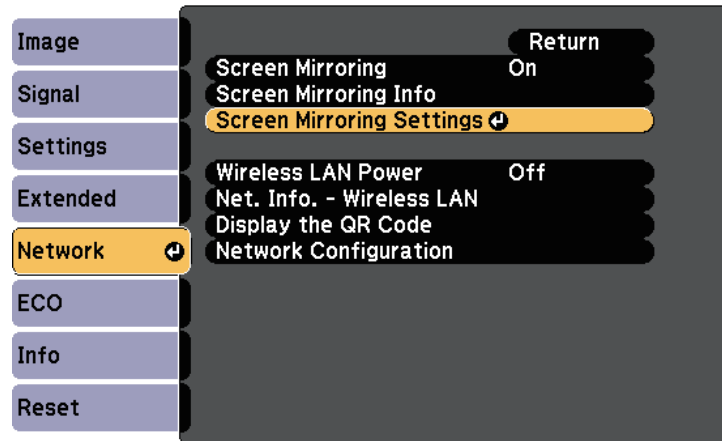 Image
Signal
Settings
Extended
Network
ECO
Info
Reset
Return
Screen Mirroring On
Screen Mirroring Info
Screen Mirroring Settings
Wireless LAN Power Off
Net. Info. - Wireless LAN
Display the QR Code
Network Configuration